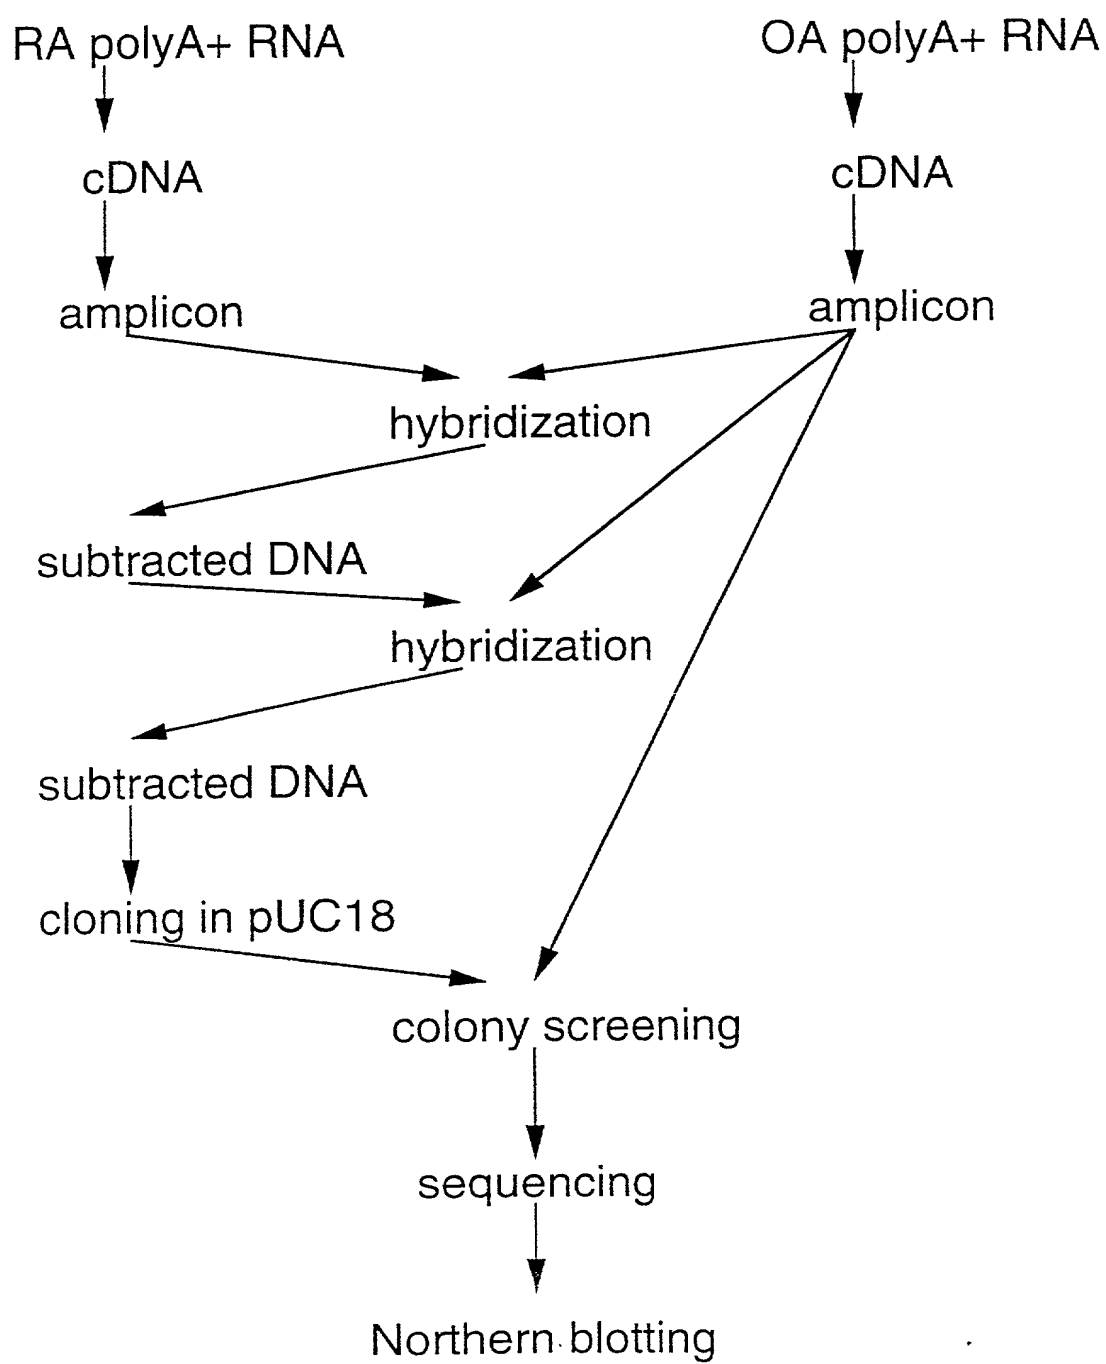 RA polyA+ RNA
OA polyA+ RNA
cDNA
cDNA
amplicon
amplicon
hybridization
subtracted DNA
hybridization
subtracted DNA
cloning in pUC18
colony screening
sequencing
Northern blotting